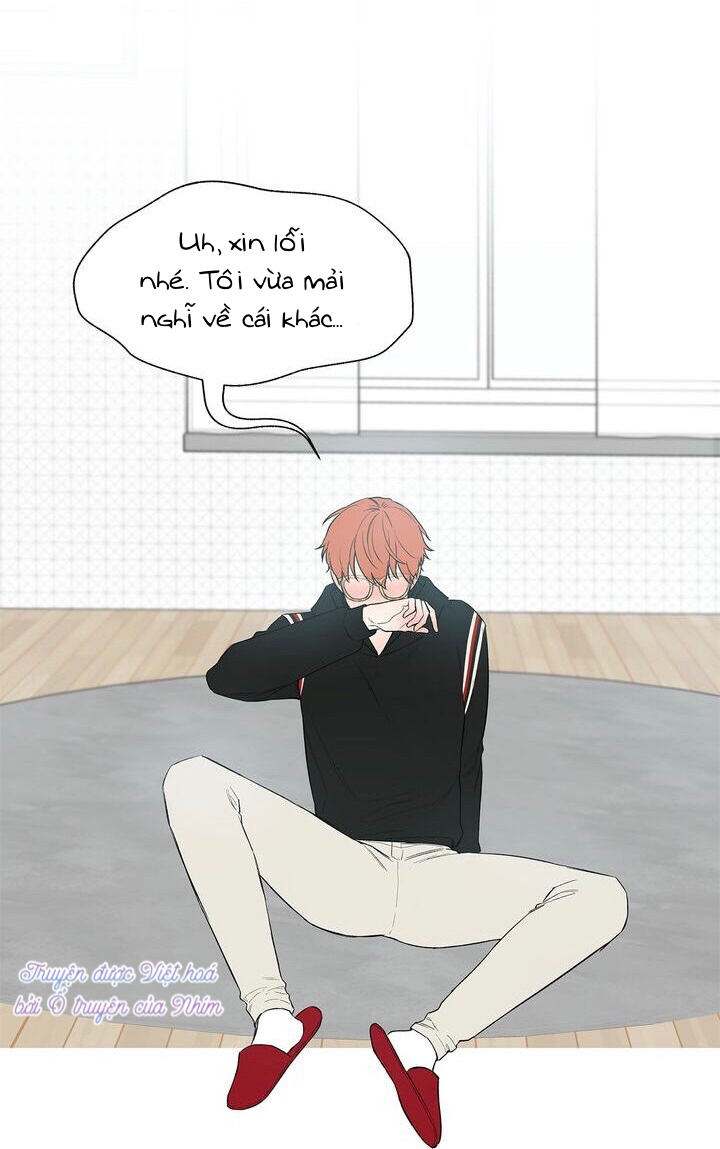 Uh, xin lỗi
nhé. Tôi vừa mải
nghĩ về cái khác...
Truyện được Việt hoá
bởi Ổ truyện của Nhím